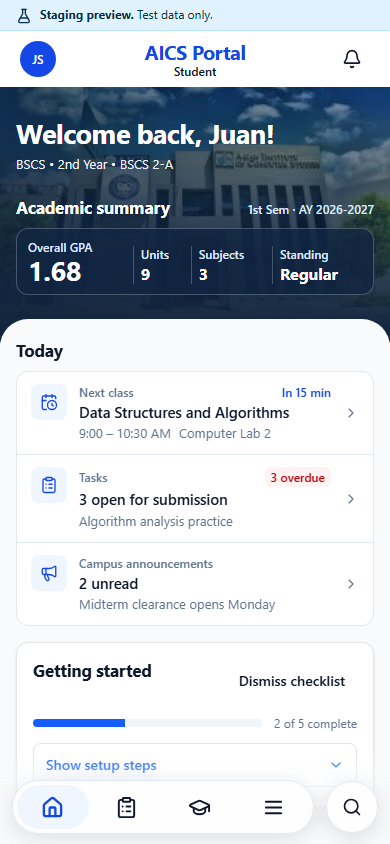 Staging preview. Test data only.
JS
AICS Portal
Student
Welcome back, Juan!
BSCS • 2nd Year • BSCS 2-A
Academic summary
1st Sem · AY 2026-2027
Overall GPA
1.68
Units
9
Subjects
3
Standing
Regular
Today
Next class
In 15 min
Data Structures and Algorithms
9:00 – 10:30 AM Computer Lab 2
Tasks
3 overdue
3 open for submission
Algorithm analysis practice
Campus announcements
2 unread
Midterm clearance opens Monday
Getting started
Dismiss checklist
2 of 5 complete
Show setup steps